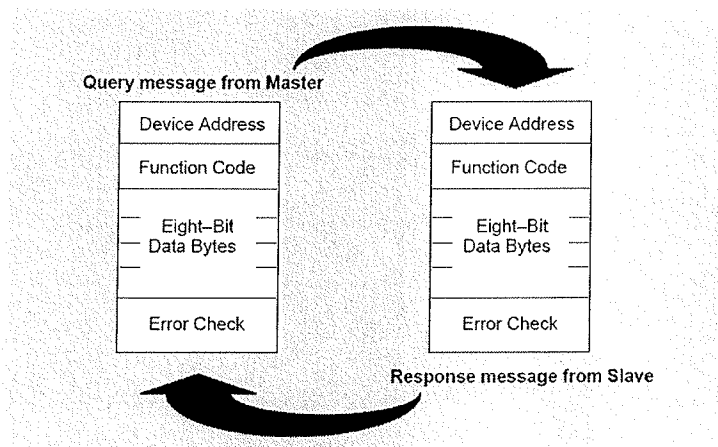 Query message from Master
Device Address
Function Code
Eight–Bit
Data Bytes
Error Check
Device Address
Function Code
Eight–Bit
Data Bytes
Error Check
Response message from Slave